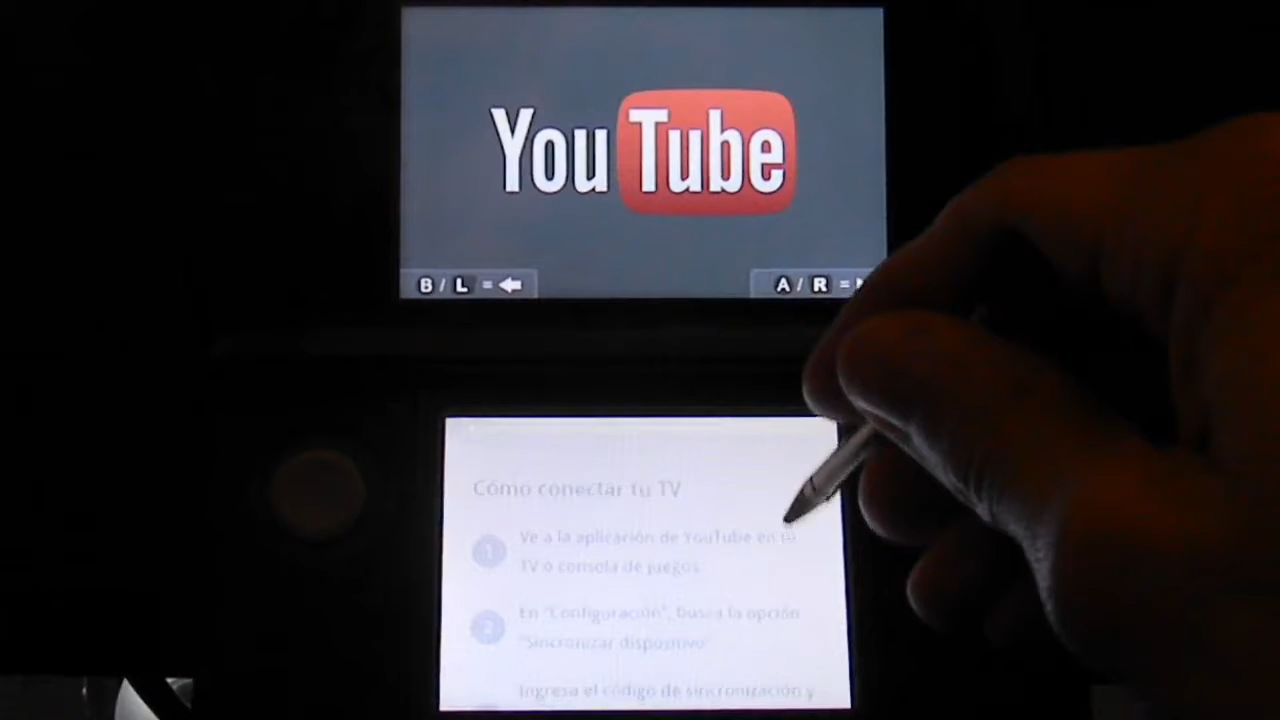 YouTube
B / L = ←
A / R =
Cómo conectar tu TV
1 Ve a la aplicación de YouTube en tu
TV o consola de juegos
2 En "Configuración", busca la opción
"Sincronizar dispositivo"
Ingresa el código de sincronización y